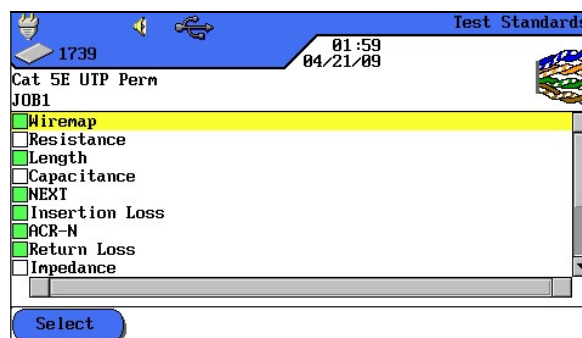 Test Standards
1739
01:59
04/21/09
Cat 5E UTP Perm
JOB1
Wiremap
Resistance
Length
Capacitance
NEXT
Insertion Loss
ACR-N
Return Loss
Impedance
Select